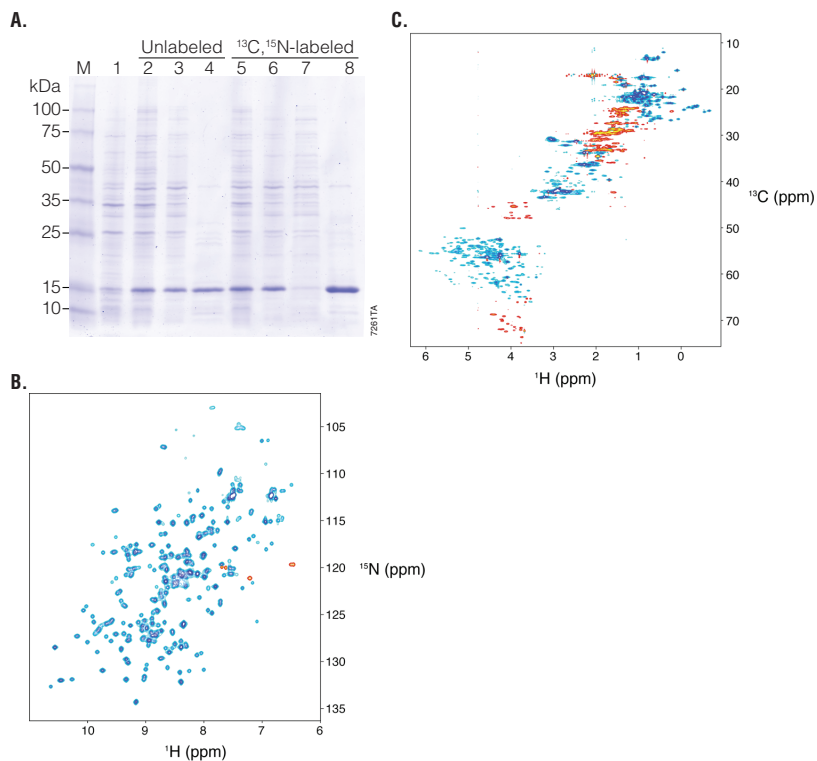 A.
Unlabeled ¹³C,¹⁵N-labeled
M 1 2 3 4 5 6 7 8
kDa
100
75
50
35
25
15
10
7261TA
B.
105
110
115
120
125
130
135
¹⁵N (ppm)
10 9 8 7 6
¹H (ppm)
C.
10
20
30
40
50
60
70
¹³C (ppm)
6 5 4 3 2 1 0
¹H (ppm)